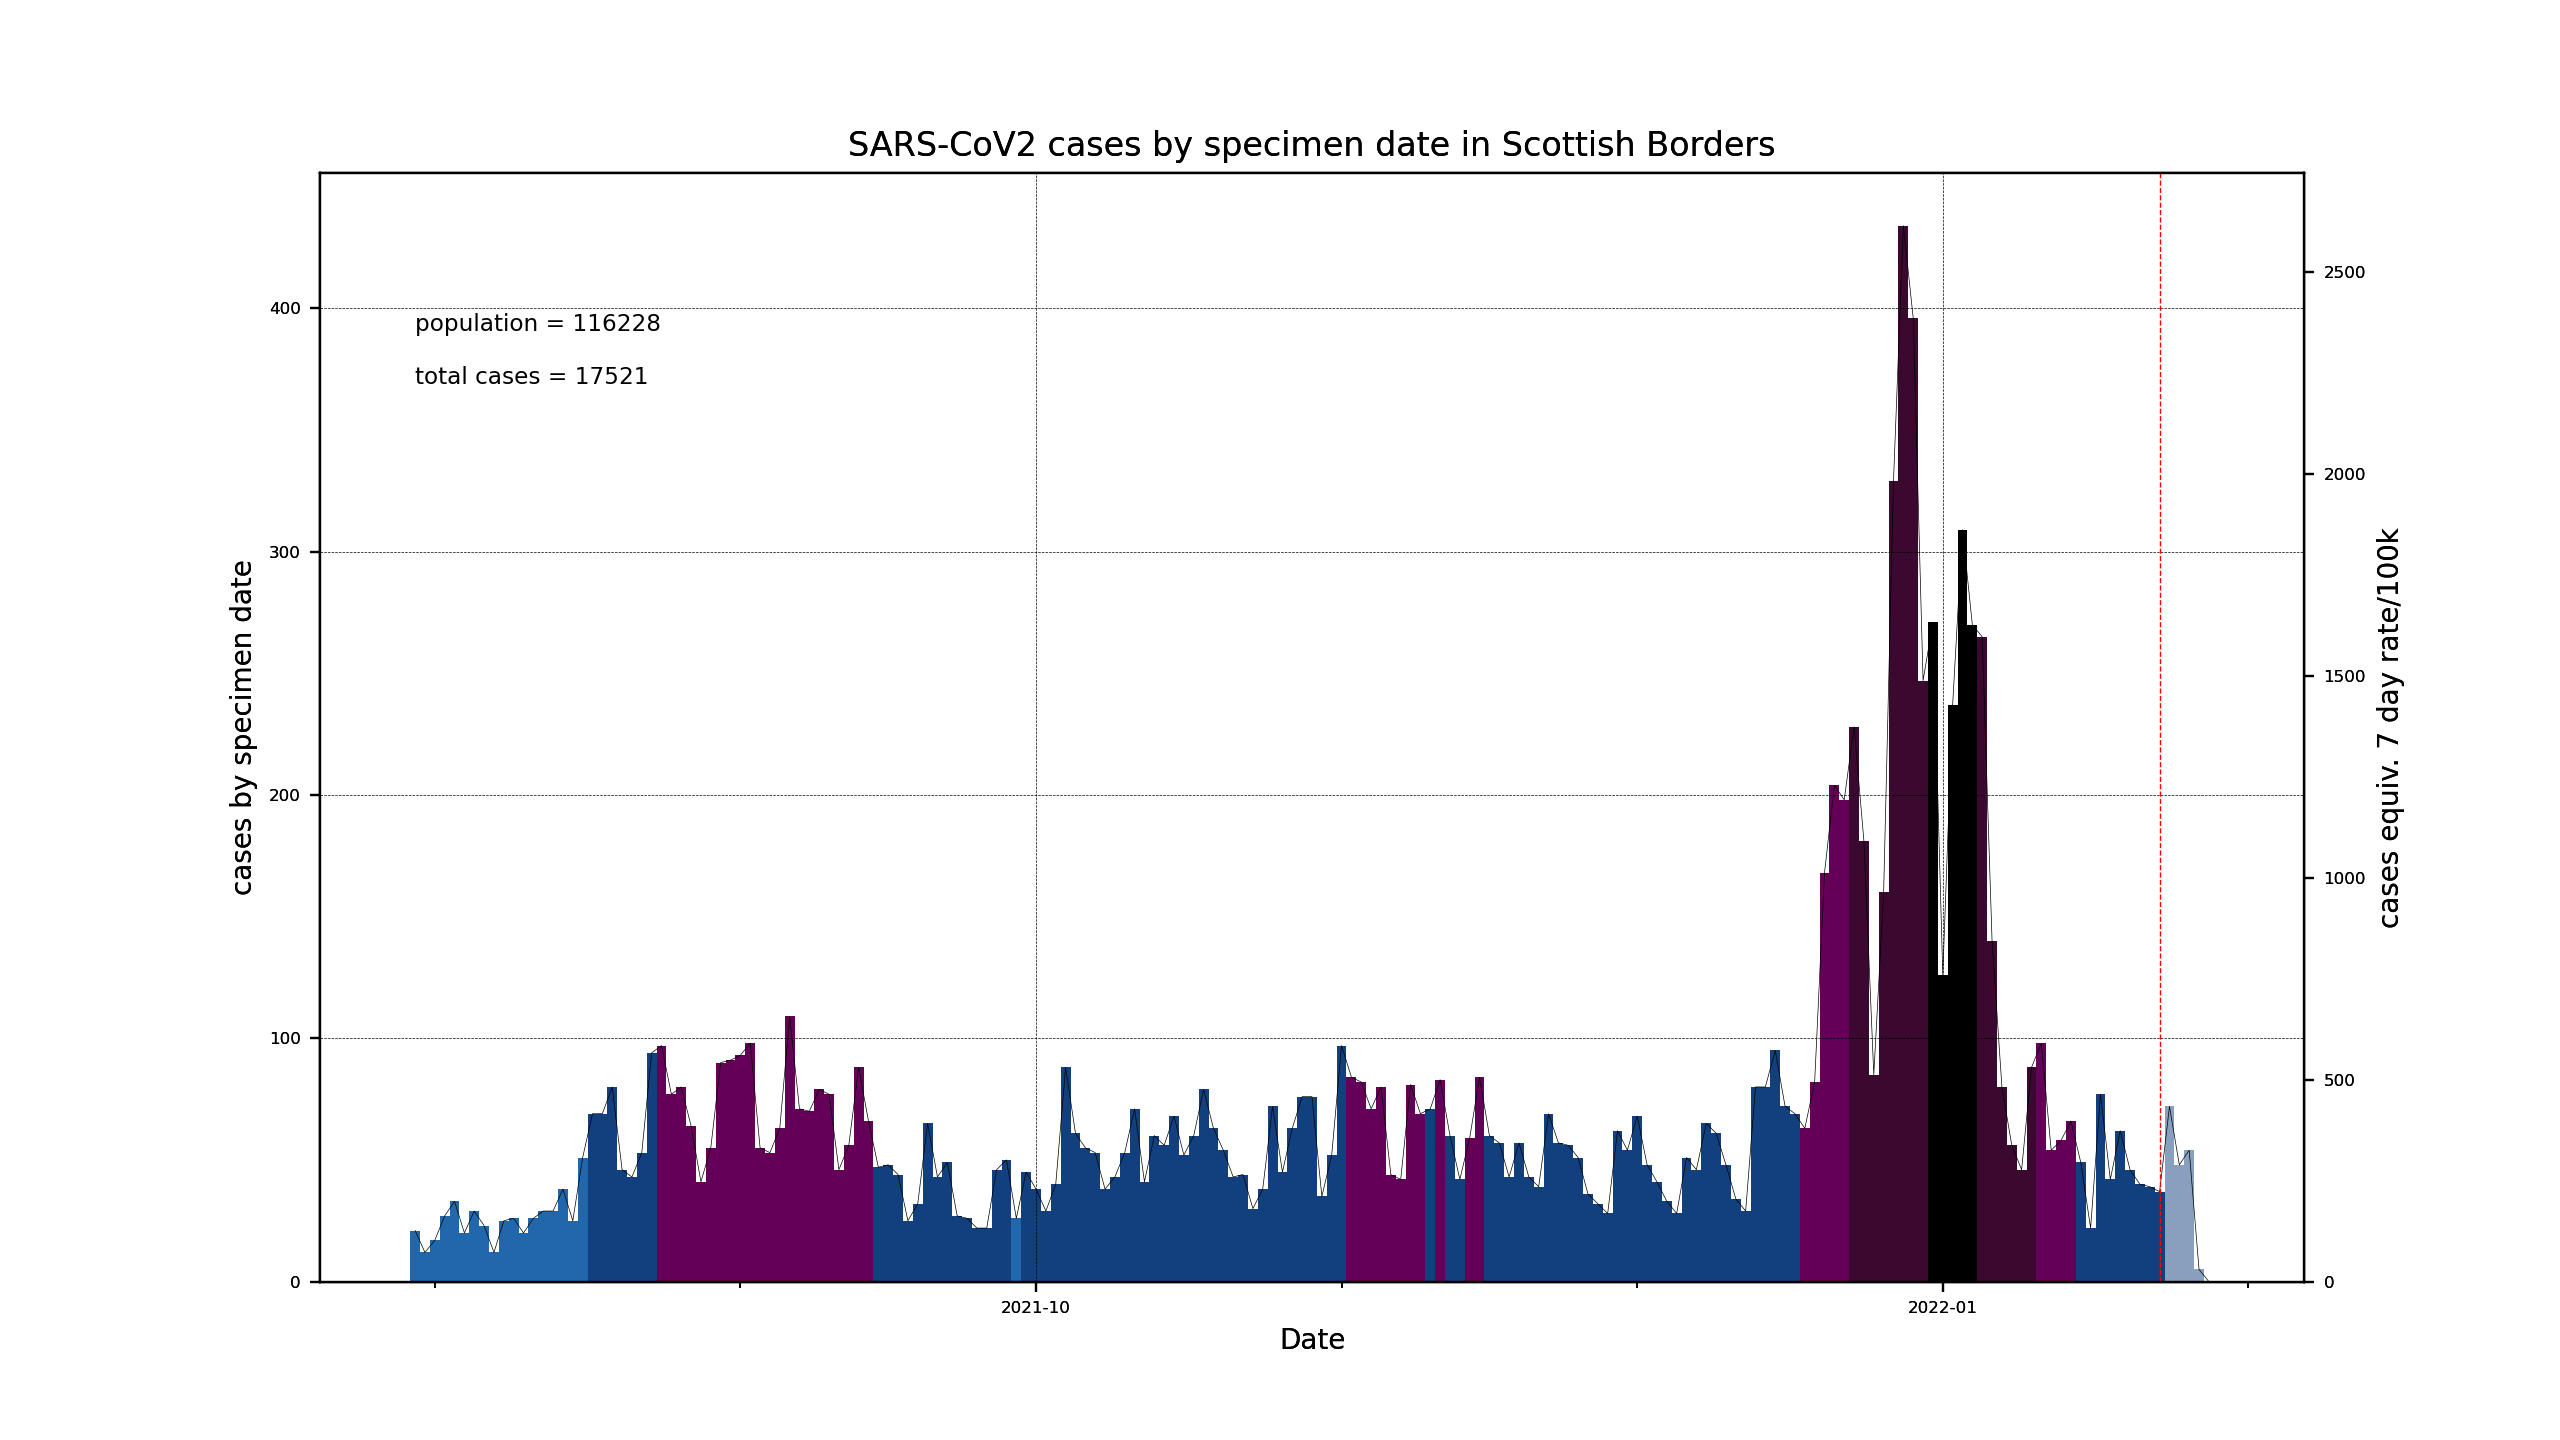 SARS-CoV2 cases by specimen date in Scottish Borders
population = 116228
total cases = 17521
cases by specimen date
400
300
200
100
0
2500
2000
1500
1000
500
0
cases equiv. 7 day rate/100k
2021-10
2022-01
Date